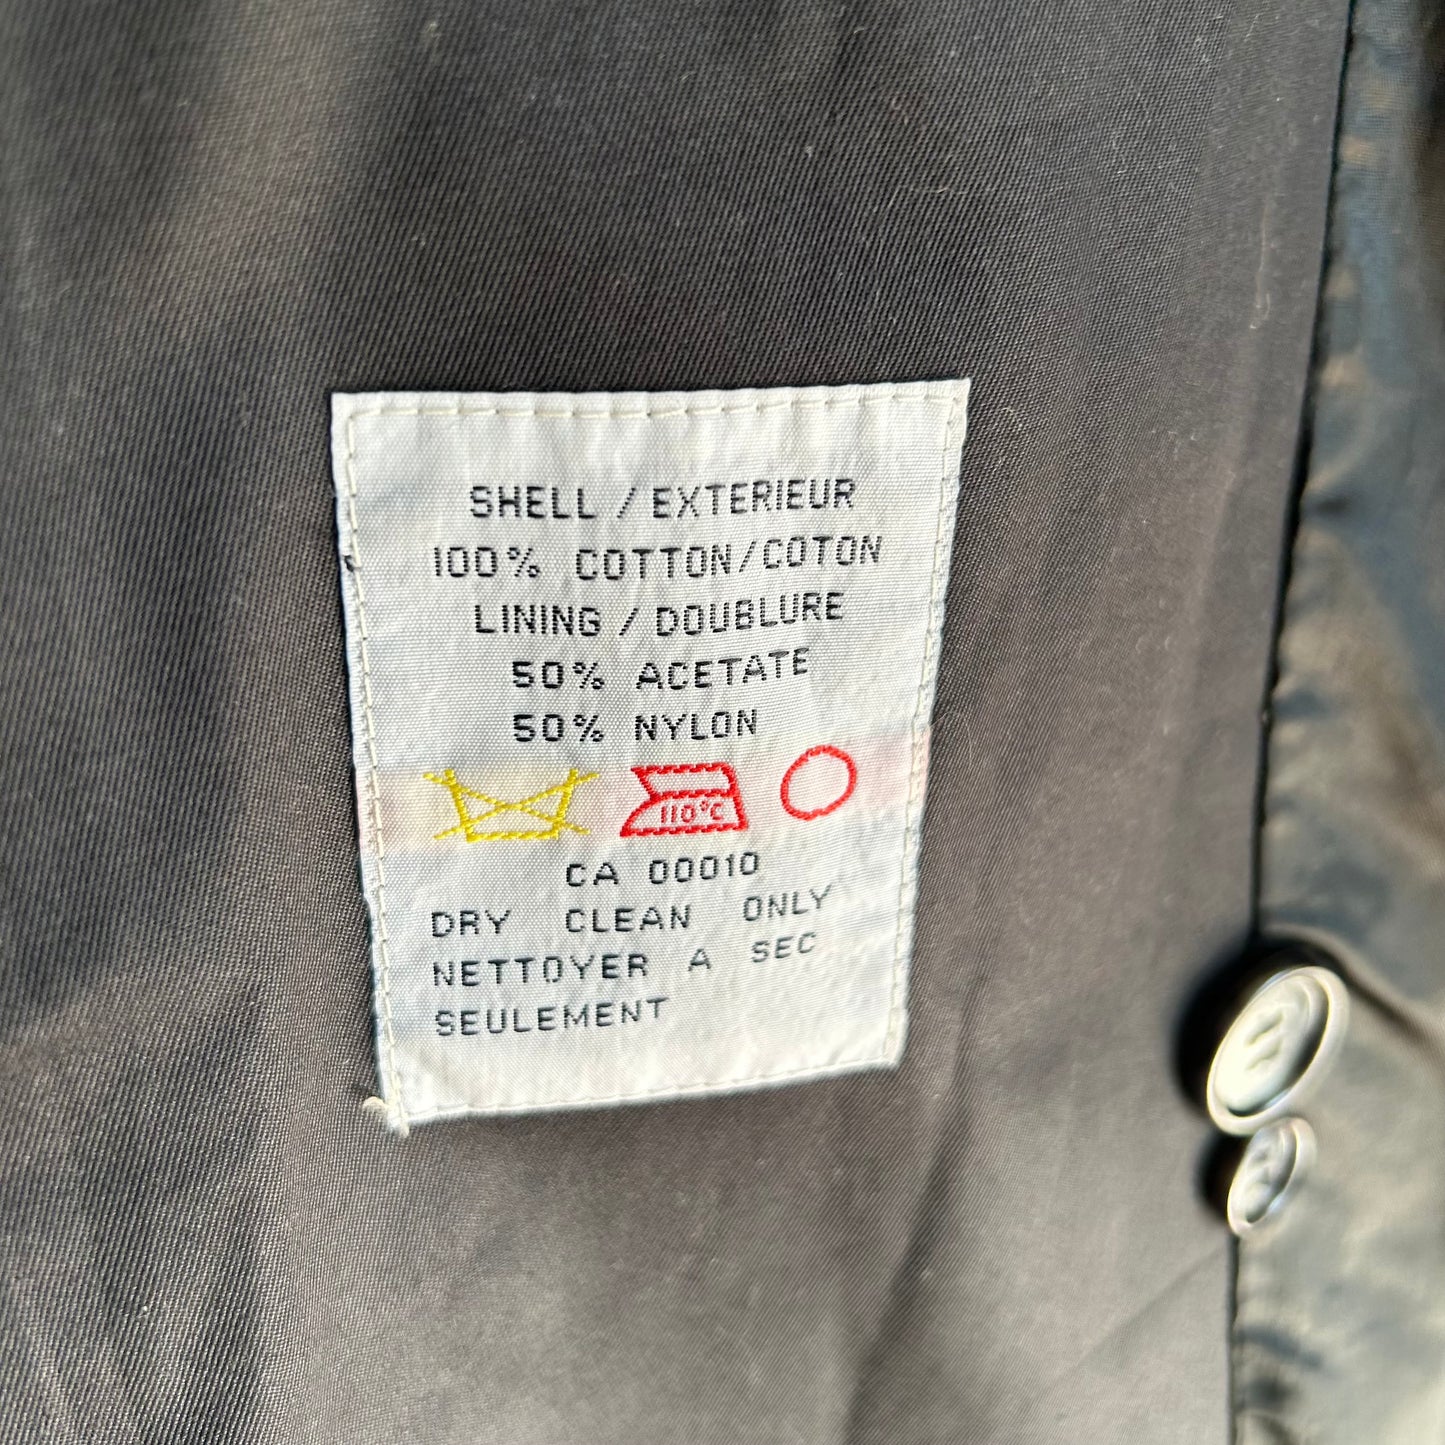 SHELL / EXTERIEUR
100% COTTON/COTON
LINING / DOUBLURE
50% ACETATE
50% NYLON
110°C
CA 00010
DRY CLEAN ONLY
NETTOYER A SEC
SEULEMENT